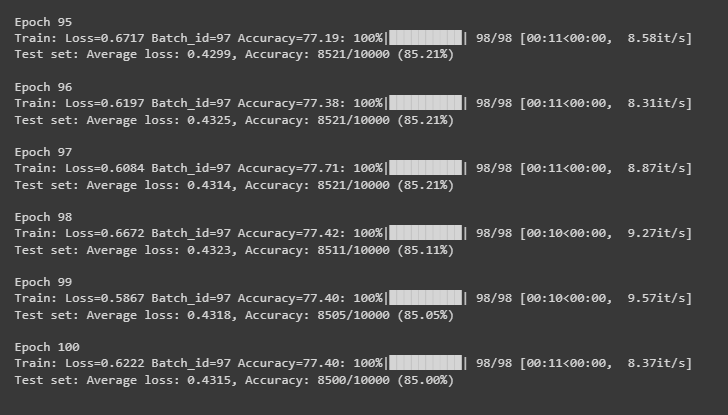 Epoch 95
Train: Loss=0.6717 Batch_id=97 Accuracy=77.19: 100%|██████████| 98/98 [00:11<00:00,  8.58it/s]
Test set: Average loss: 0.4299, Accuracy: 8521/10000 (85.21%)
Epoch 96
Train: Loss=0.6197 Batch_id=97 Accuracy=77.38: 100%|██████████| 98/98 [00:11<00:00,  8.31it/s]
Test set: Average loss: 0.4325, Accuracy: 8521/10000 (85.21%)
Epoch 97
Train: Loss=0.6084 Batch_id=97 Accuracy=77.71: 100%|██████████| 98/98 [00:11<00:00,  8.87it/s]
Test set: Average loss: 0.4314, Accuracy: 8521/10000 (85.21%)
Epoch 98
Train: Loss=0.6672 Batch_id=97 Accuracy=77.42: 100%|██████████| 98/98 [00:10<00:00,  9.27it/s]
Test set: Average loss: 0.4323, Accuracy: 8511/10000 (85.11%)
Epoch 99
Train: Loss=0.5867 Batch_id=97 Accuracy=77.40: 100%|██████████| 98/98 [00:10<00:00,  9.57it/s]
Test set: Average loss: 0.4318, Accuracy: 8505/10000 (85.05%)
Epoch 100
Train: Loss=0.6222 Batch_id=97 Accuracy=77.40: 100%|██████████| 98/98 [00:11<00:00,  8.37it/s]
Test set: Average loss: 0.4315, Accuracy: 8500/10000 (85.00%)